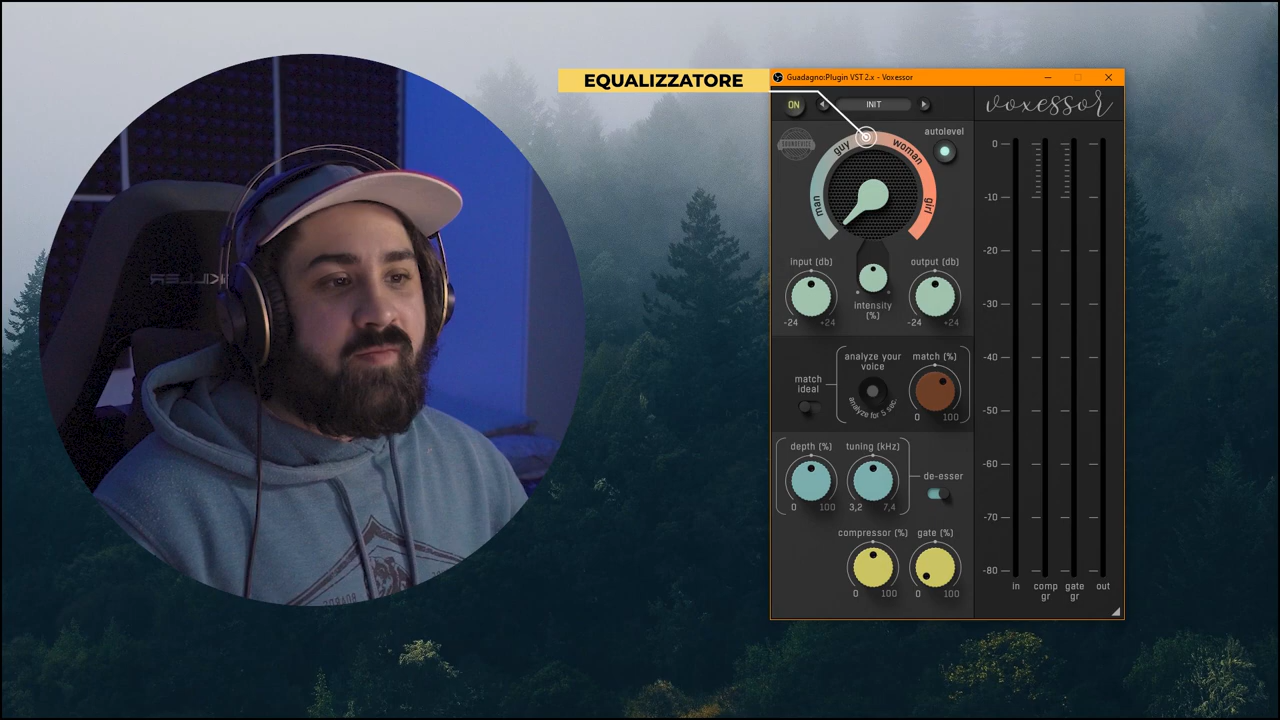 EQUALIZZATORE
Guadagno:Plugin VST 2.x - Voxessor
ON
INIT
voxessor
autolevel
man
guy
woman
girl
input (db)
output (db)
-24 +24
-24 +24
intensity
(%)
analyze your
voice
match (%)
match
ideal
analyze for 5 sec.
0 100
depth (%)
tuning (kHz)
de-esser
0 100
3,2 7,4
compressor (%)
gate (%)
0 100
0 100
0
-10
-20
-30
-40
-50
-60
-70
-80
in
comp
gr
gate
gr
out